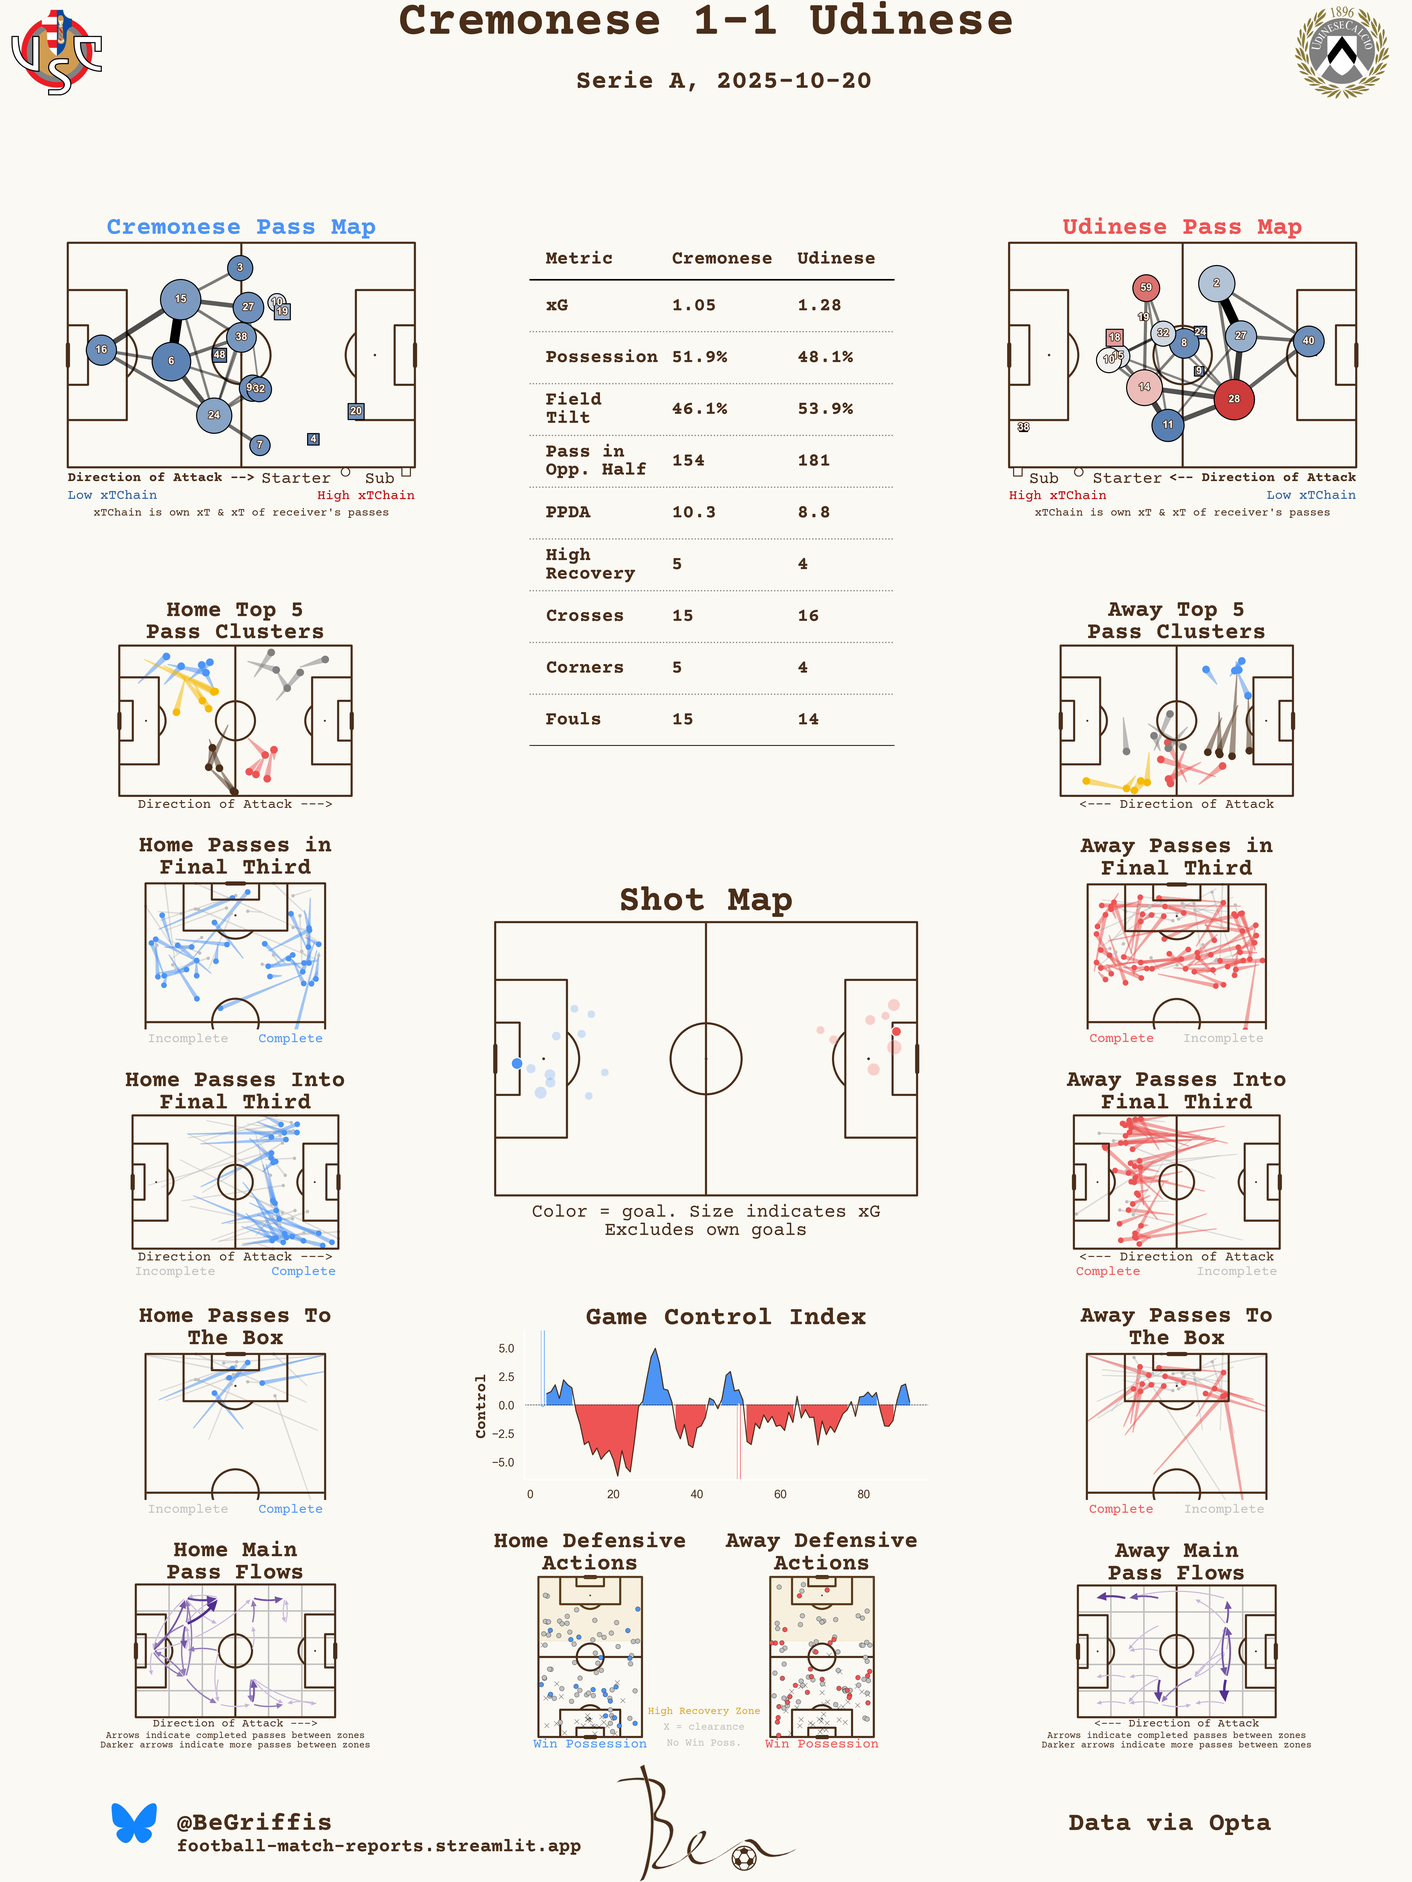 Cremonese 1-1 Udinese
Serie A, 2025-10-20
1896
UDINESE CALCIO
USC
Cremonese Pass Map
3
15
27
10
19
38
16
6
48
9
32
24
20
4
7
Direction of Attack --> Starter Sub
Low xTChain High xTChain
xTChain is own xT & xT of receiver's passes
Metric Cremonese Udinese
xG 1.05 1.28
Possession 51.9% 48.1%
Field
Tilt 46.1% 53.9%
Pass in
Opp. Half 154 181
PPDA 10.3 8.8
High
Recovery 5 4
Crosses 15 16
Corners 5 4
Fouls 15 14
Udinese Pass Map
2
59
19
32
24
18
8
27
40
15
10
9
14
28
11
38
Sub Starter <-- Direction of Attack
High xTChain Low xTChain
xTChain is own xT & xT of receiver's passes
Home Top 5
Pass Clusters
Direction of Attack --->
Away Top 5
Pass Clusters
<--- Direction of Attack
Home Passes in
Final Third
Incomplete Complete
Away Passes in
Final Third
Complete Incomplete
Shot Map
Color = goal. Size indicates xG
Excludes own goals
Home Passes Into
Final Third
Direction of Attack --->
Incomplete Complete
Away Passes Into
Final Third
<--- Direction of Attack
Complete Incomplete
Home Passes To
The Box
Incomplete Complete
Game Control Index
Control
5.0
2.5
0.0
−2.5
−5.0
0 20 40 60 80
Away Passes To
The Box
Complete Incomplete
Home Main
Pass Flows
Direction of Attack --->
Arrows indicate completed passes between zones
Darker arrows indicate more passes between zones
Home Defensive
Actions
Win Possession
Away Defensive
Actions
Win Possession
High Recovery Zone
X = clearance
No Win Poss.
Away Main
Pass Flows
<--- Direction of Attack
Arrows indicate completed passes between zones
Darker arrows indicate more passes between zones
@BeGriffis
football-match-reports.streamlit.app
Ben
Data via Opta